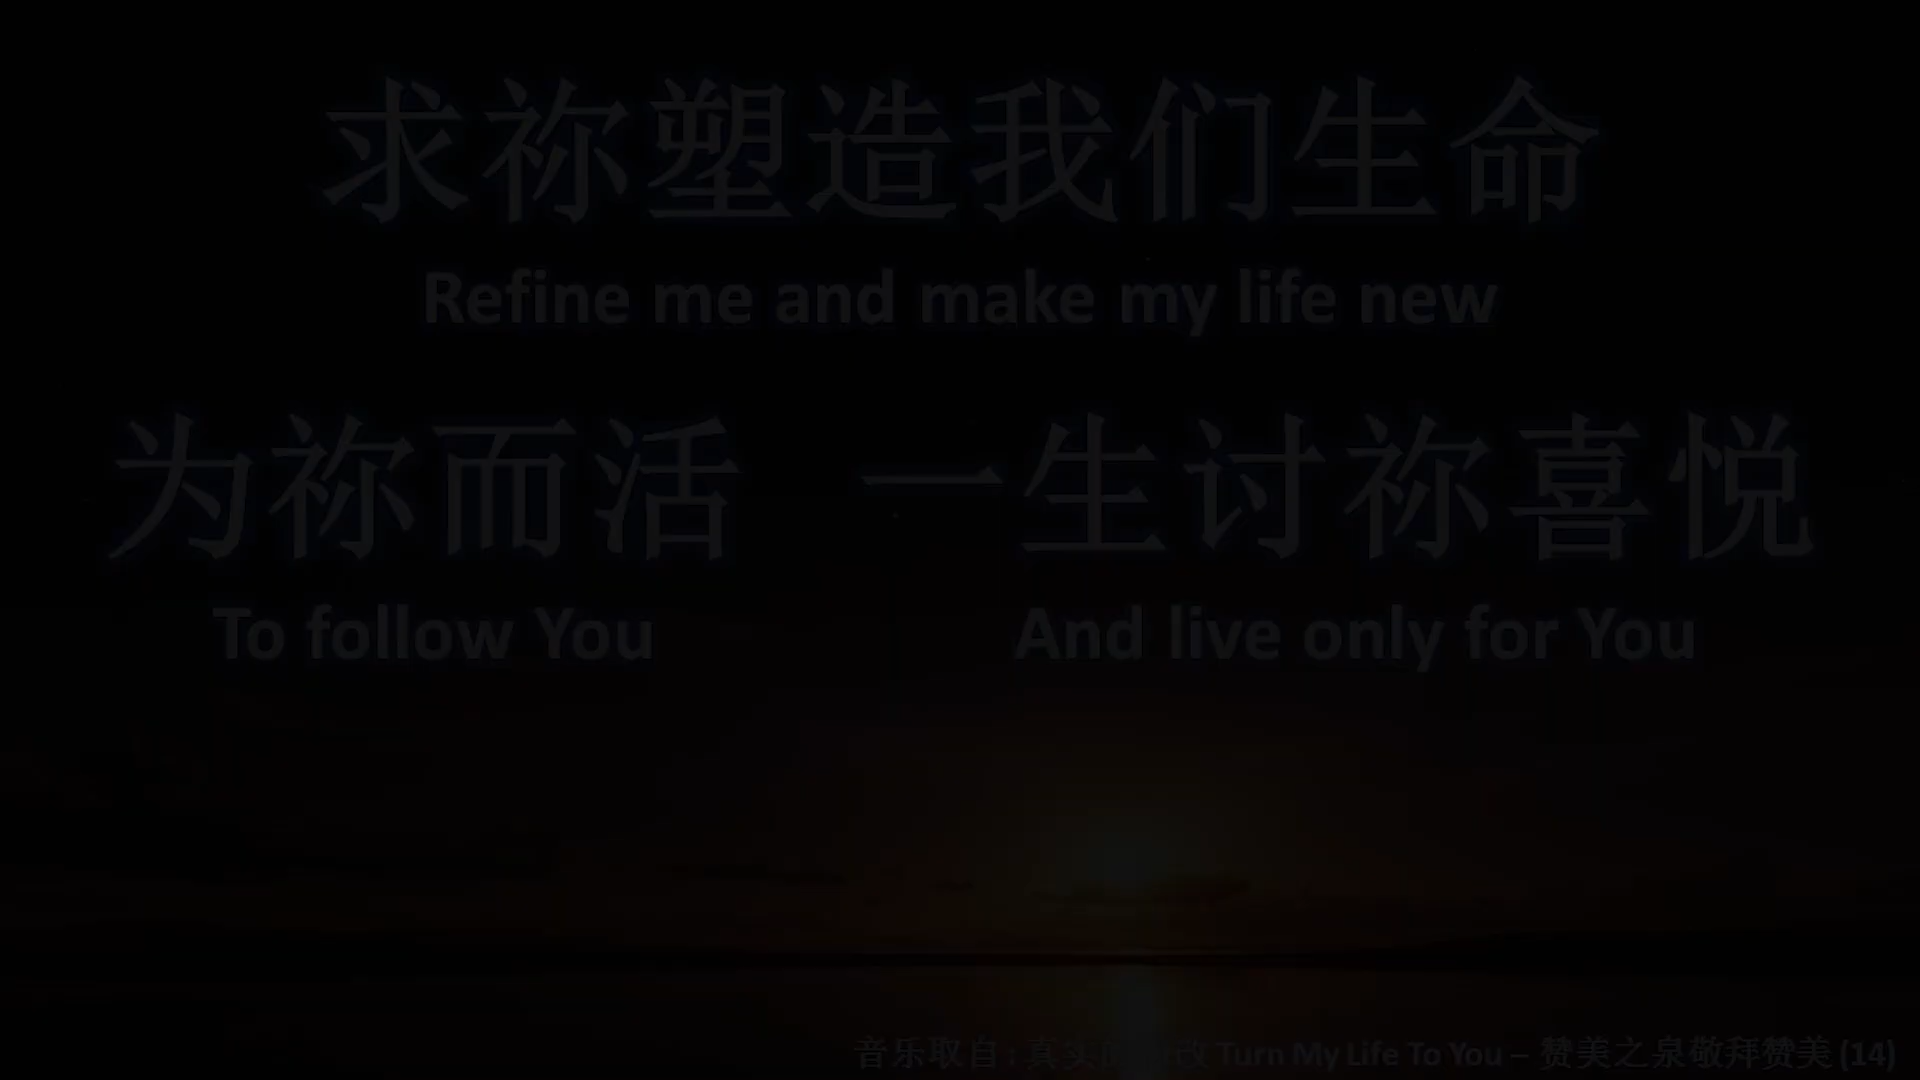 求祢塑造我们生命
Refine me and make my life new
为祢而活 一生讨祢喜悦
To follow You And live only for You
音乐取自 : 真实 改 Turn My Life To You – 赞美之泉敬拜赞美 (14)